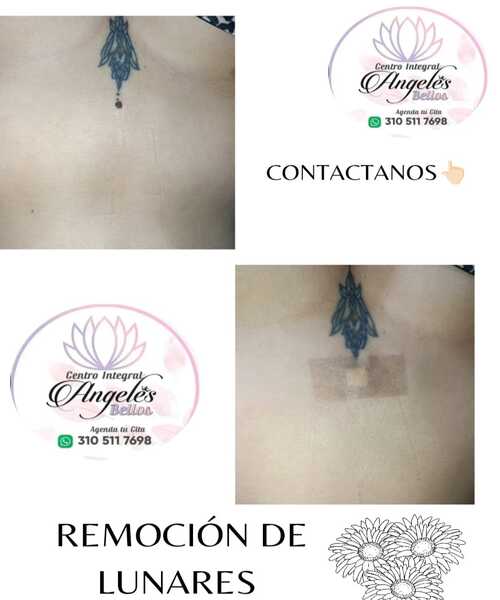 Centro Integral
Angeles
Bellos
Agenda tu Cita
310 511 7698
CONTACTANOS
Centro Integral
Angeles
Bellos
Agenda tu Cita
310 511 7698
REMOCIÓN DE
LUNARES